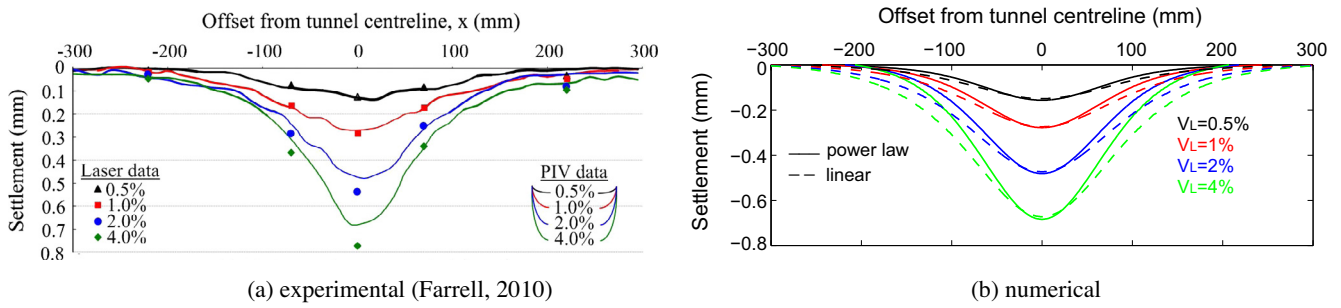 Offset from tunnel centreline, x (mm)
-300 -200 -100 0 100 200 300
0
0.1
0.2
0.3
0.4
0.5
0.6
0.7
0.8
Settlement (mm)
Laser data
0.5%
1.0%
2.0%
4.0%
PIV data
0.5%
1.0%
2.0%
4.0%
(a) experimental (Farrell, 2010)
Offset from tunnel centreline (mm)
−300 −200 −100 0 100 200 300
0
−0.2
−0.4
−0.6
−0.8
Settlement (mm)
power law
linear
VL=0.5%
VL=1%
VL=2%
VL=4%
(b) numerical